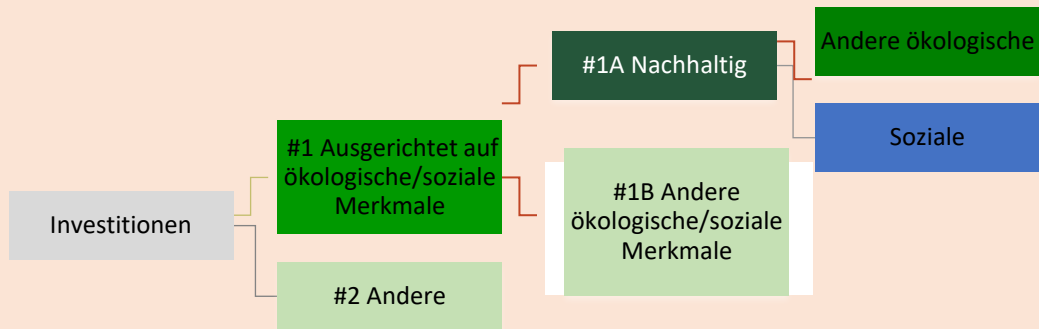 Andere ökologische
#1A Nachhaltig
Soziale
#1 Ausgerichtet auf
ökologische/soziale
Merkmale
#1B Andere
ökologische/soziale
Merkmale
Investitionen
#2 Andere